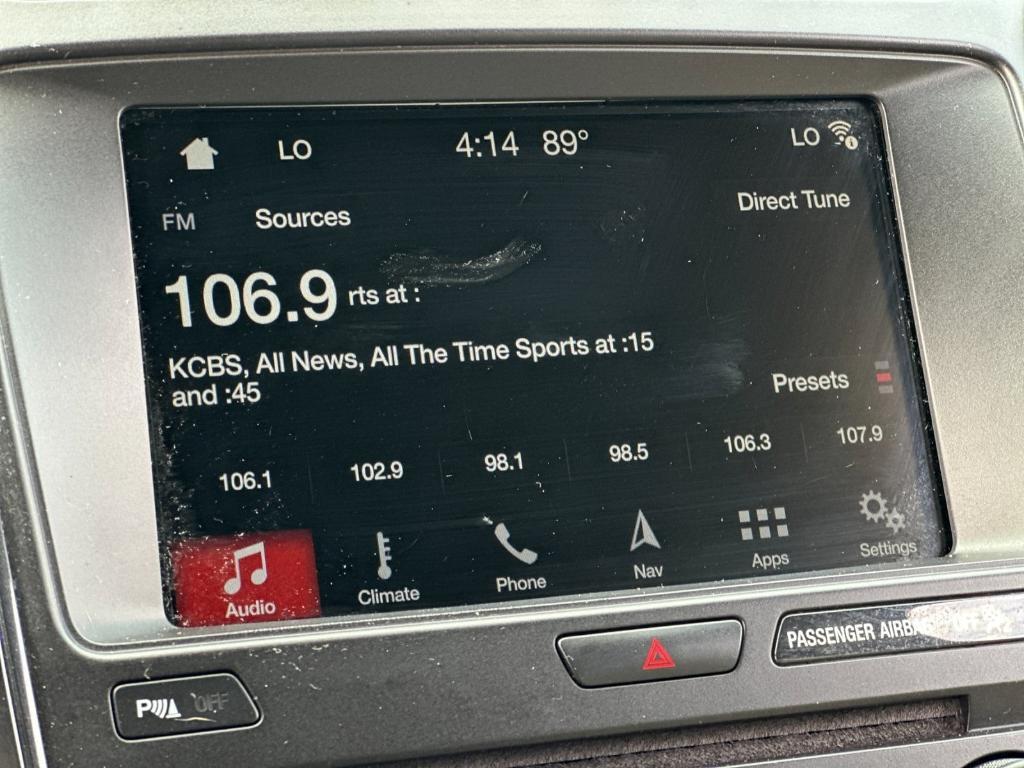 LO 4:14 89° LO
FM Sources Direct Tune
106.9 rts at :
KCBS, All News, All The Time Sports at :15
and :45
Presets
106.1 102.9 98.1 98.5 106.3 107.9
Audio Climate Phone Nav Apps Settings
PASSENGER AIRBAG OFF
P OFF